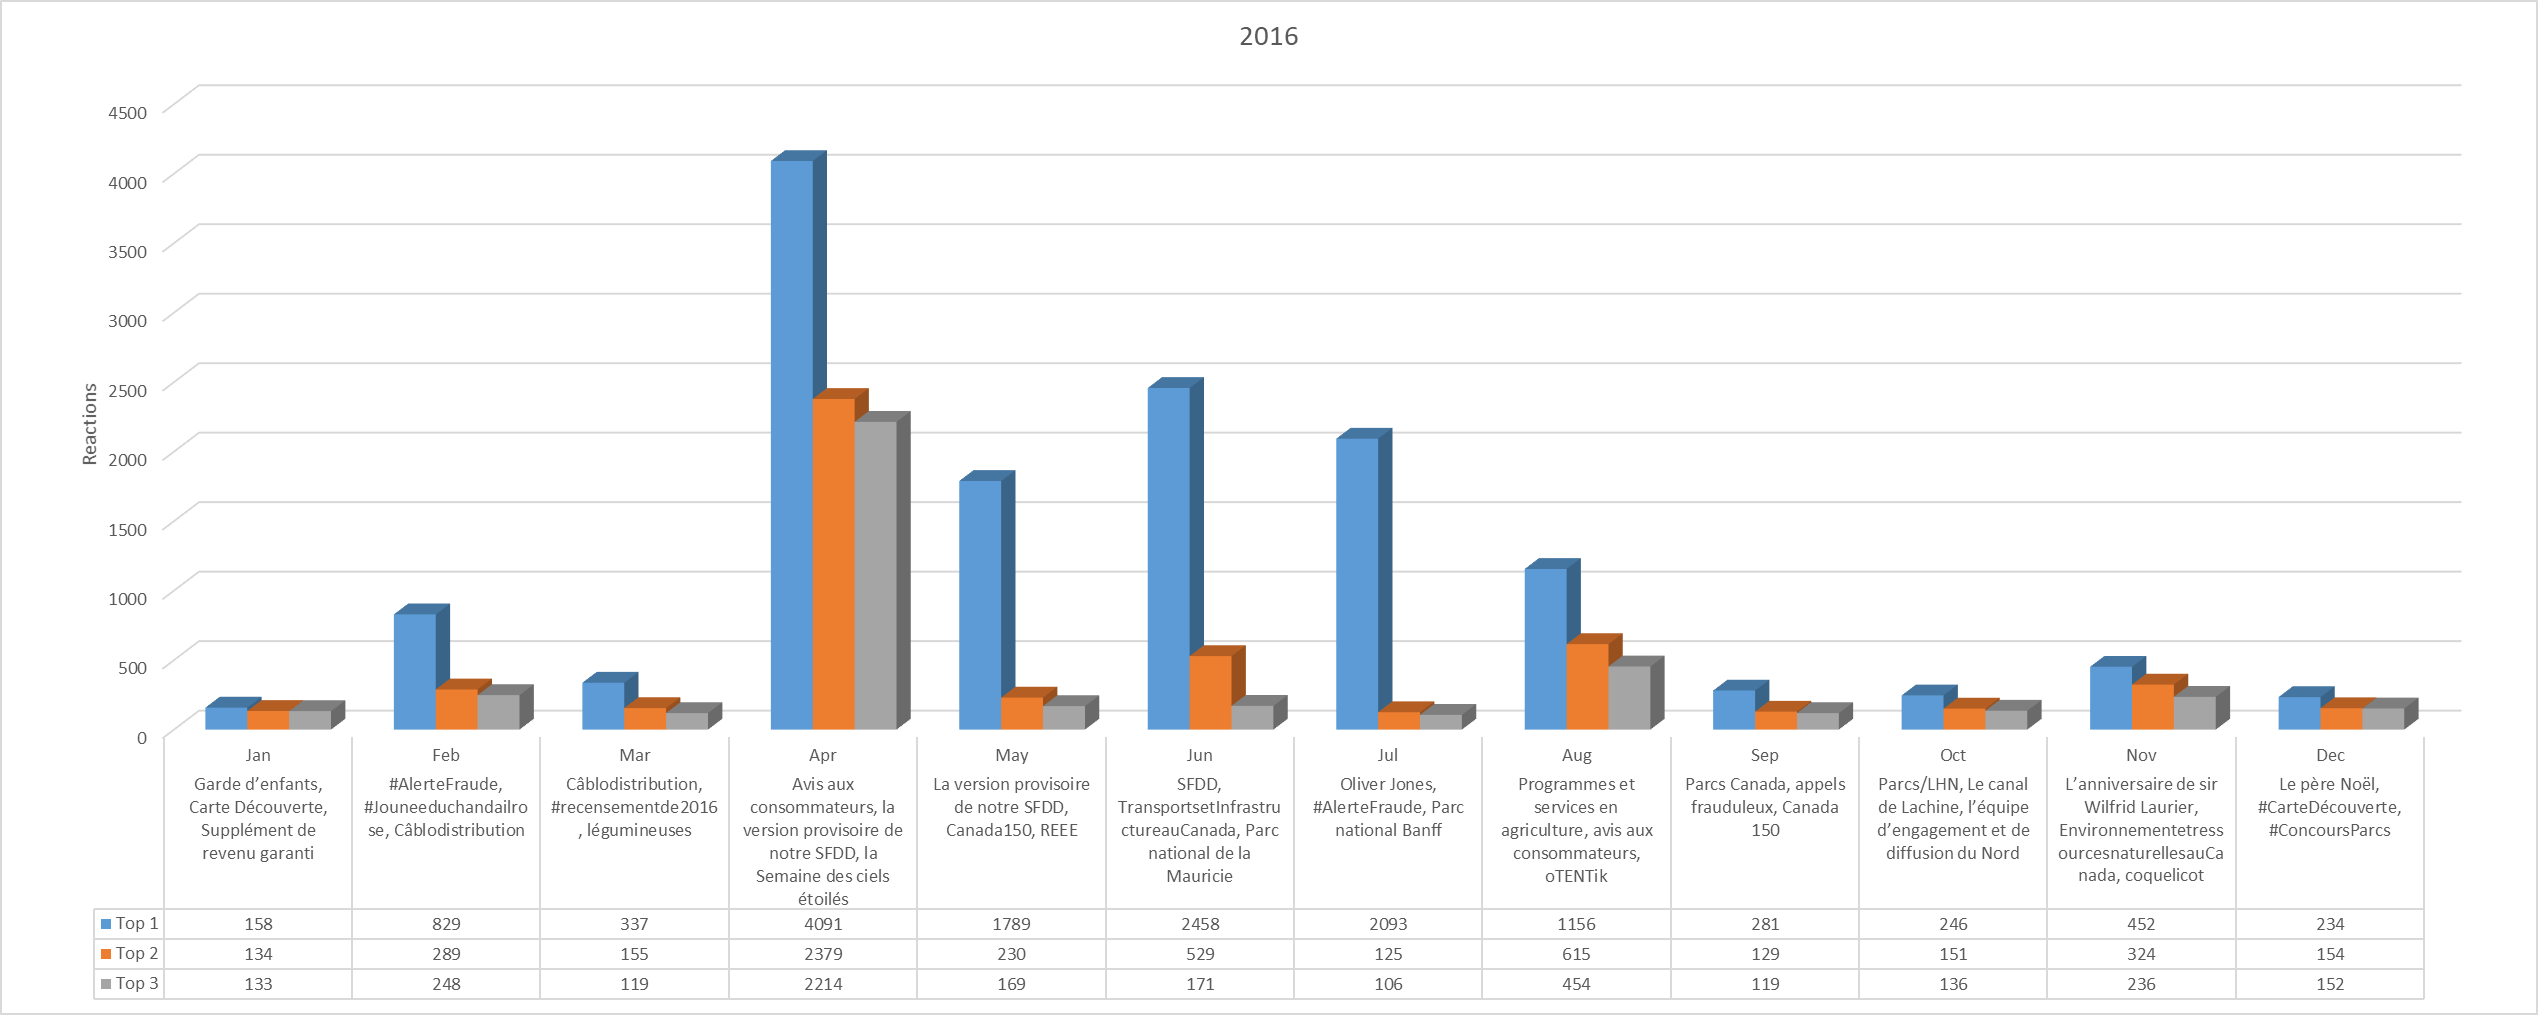 2016
4500
4000
3500
3000
2500
2000
1500
1000
500
0
Reactions
Jan
Feb
Mar
Apr
May
Jun
Jul
Aug
Sep
Oct
Nov
Dec
Garde d’enfants,
Carte Découverte,
Supplément de
revenu garanti
#AlerteFraude,
#Jouneeduchandailro
se, Câblodistribution
Câblodistribution,
#recensementde2016
, légumineuses
Avis aux
consommateurs, la
version provisoire de
notre SFDD, la
Semaine des ciels
étoilés
La version provisoire
de notre SFDD,
Canada150, REEE
SFDD,
TransportsetInfrastru
ctureauCanada, Parc
national de la
Mauricie
Oliver Jones,
#AlerteFraude, Parc
national Banff
Programmes et
services en
agriculture, avis aux
consommateurs,
oTENTik
Parcs Canada, appels
frauduleux, Canada
150
Parcs/LHN, Le canal
de Lachine, l’équipe
d’engagement et de
diffusion du Nord
L’anniversaire de sir
Wilfrid Laurier,
Environnementetress
ourcesnaturellesauCa
nada, coquelicot
Le père Noël,
#CarteDécouverte,
#ConcoursParcs
Top 1 158 829 337 4091 1789 2458 2093 1156 281 246 452 234
Top 2 134 289 155 2379 230 529 125 615 129 151 324 154
Top 3 133 248 119 2214 169 171 106 454 119 136 236 152